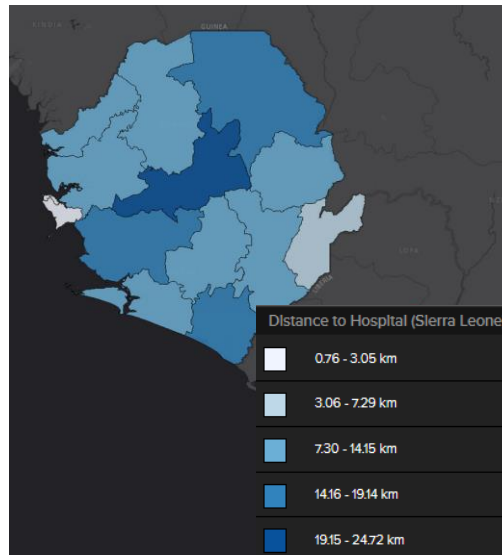 GUINEA
Distance to Hospital (Sierra Leone
0.76 - 3.05 km
3.06 - 7.29 km
7.30 - 14.15 km
14.16 - 19.14 km
19.15 - 24.72 km